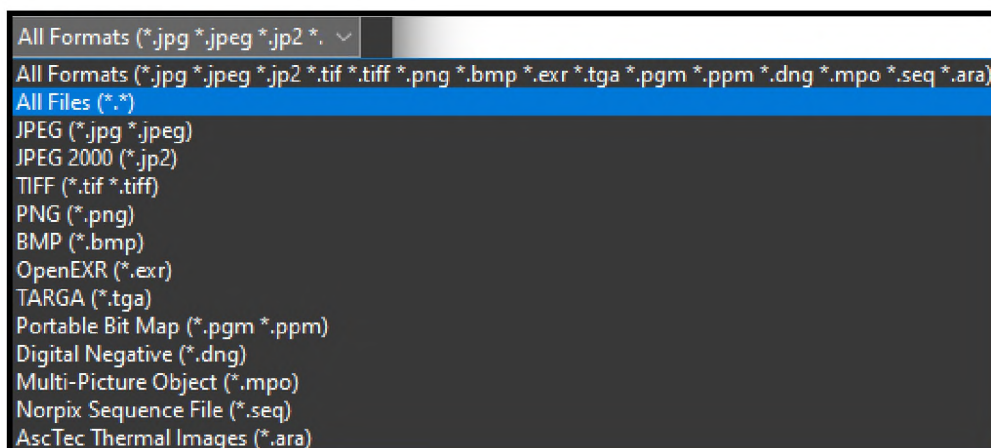 All Formats (*.jpg *.jpeg *.jp2 *.
All Formats (*.jpg *.jpeg *.jp2 *.tif *.tiff *.png *.bmp *.exr *.tga *.pgm *.ppm *.dng *.mpo *.seq *.ara)
All Files (*.*)
JPEG (*.jpg *.jpeg)
JPEG 2000 (*.jp2)
TIFF (*.tif *.tiff)
PNG (*.png)
BMP (*.bmp)
OpenEXR (*.exr)
TARGA (*.tga)
Portable Bit Map (*.pgm *.ppm)
Digital Negative (*.dng)
Multi-Picture Object (*.mpo)
Norpix Sequence File (*.seq)
AscTec Thermal Images (*.ara)